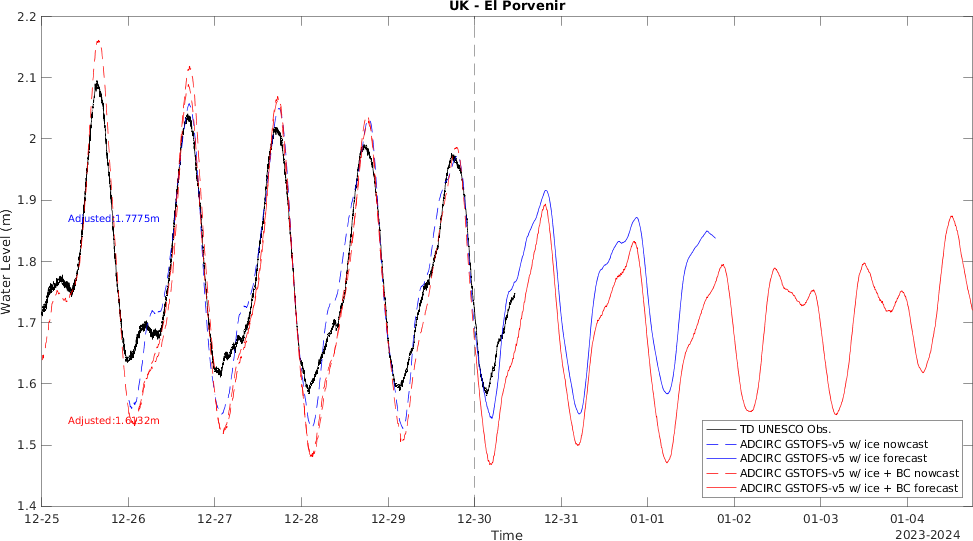 UK - El Porvenir
2.2
2.1
2
1.9
1.8
1.7
1.6
1.5
1.4
Water Level (m)
Adjusted:1.7775m
Adjusted:1.6132m
TD UNESCO Obs.
ADCIRC GSTOFS-v5 w/ ice nowcast
ADCIRC GSTOFS-v5 w/ ice forecast
ADCIRC GSTOFS-v5 w/ ice + BC nowcast
ADCIRC GSTOFS-v5 w/ ice + BC forecast
12-25 12-26 12-27 12-28 12-29 12-30 12-31 01-01 01-02 01-03 01-04
Time
2023-2024